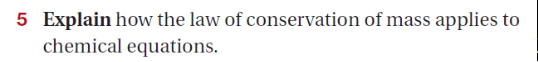 5 Explain how the law of conservation of mass applies to
chemical equations.